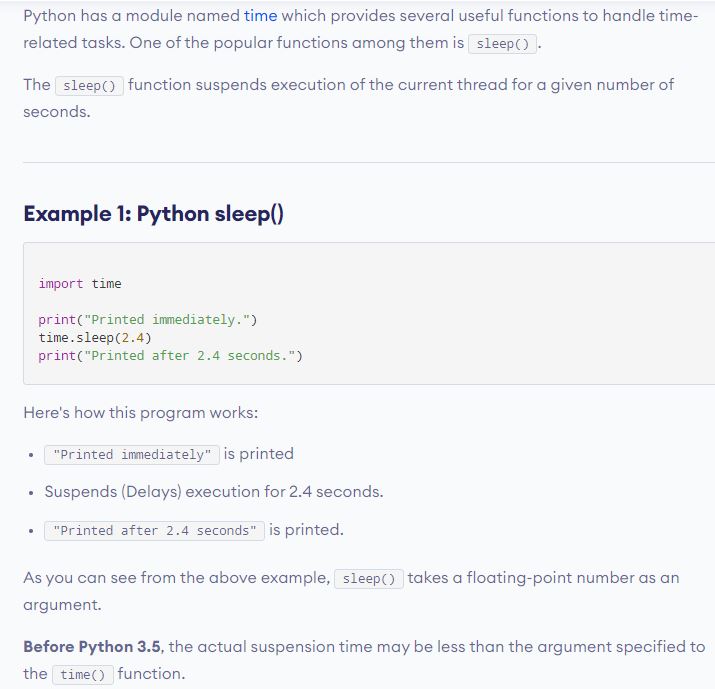 Python has a module named time which provides several useful functions to handle time-
related tasks. One of the popular functions among them is sleep().
The sleep() function suspends execution of the current thread for a given number of
seconds.
Example 1: Python sleep()
import time
print("Printed immediately.")
time.sleep(2.4)
print("Printed after 2.4 seconds.")
Here's how this program works:
• "Printed immediately" is printed
• Suspends (Delays) execution for 2.4 seconds.
• "Printed after 2.4 seconds" is printed.
As you can see from the above example, sleep() takes a floating-point number as an
argument.
Before Python 3.5, the actual suspension time may be less than the argument specified to
the time() function.